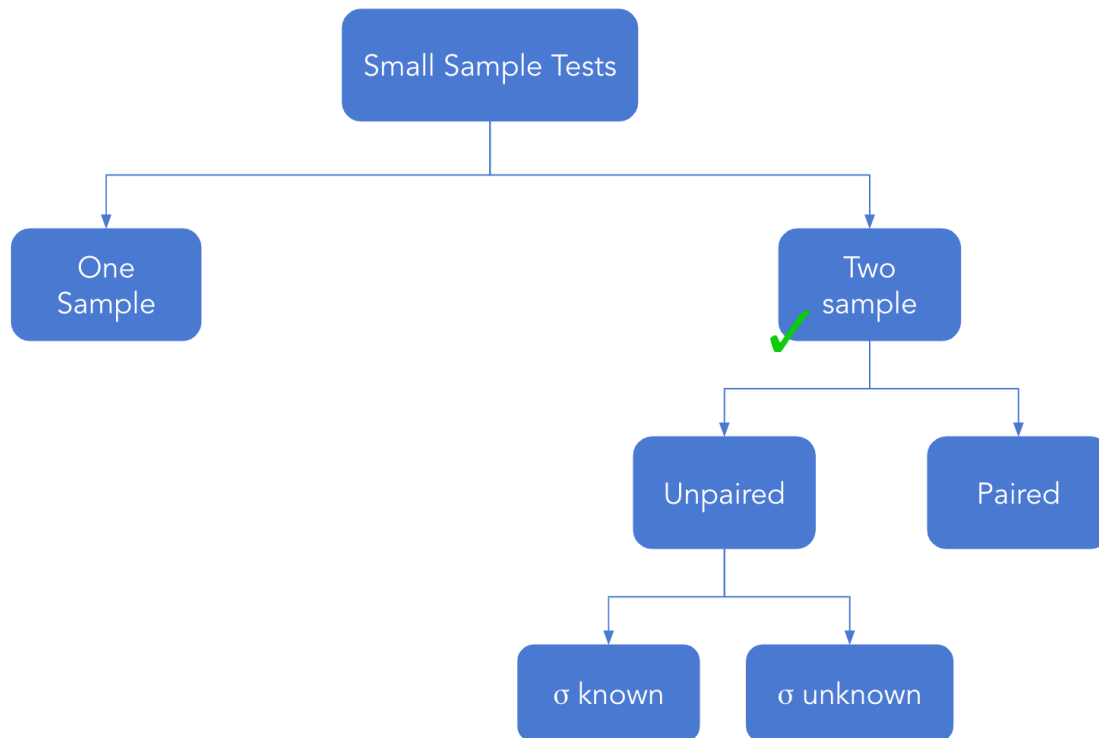 Small Sample Tests
One
Sample
Two
sample
Unpaired
Paired
σ known
σ unknown